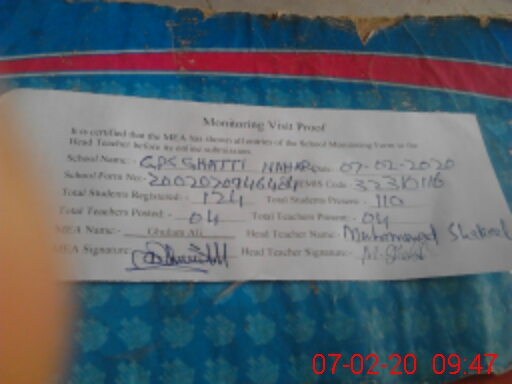 Monitoring Visit Proof
It is certified that the MEA has shown all entries of the School Monitoring Form to the
Head Teacher before its online submission
School Name:- GPS BHATTI NAHAR Date: 07-02-2020
School Form No:- EMIS Code:
Total Students Registered:- 124 Total Students Present:- 110
Total Teachers Posted:- 04 Total Teachers Present:- 04
MEA Name:- Ghulam Ali Head Teacher Name:- Muhammad Shakeel
MEA Signature: Head Teacher Signature:-
07-02-20 09:47